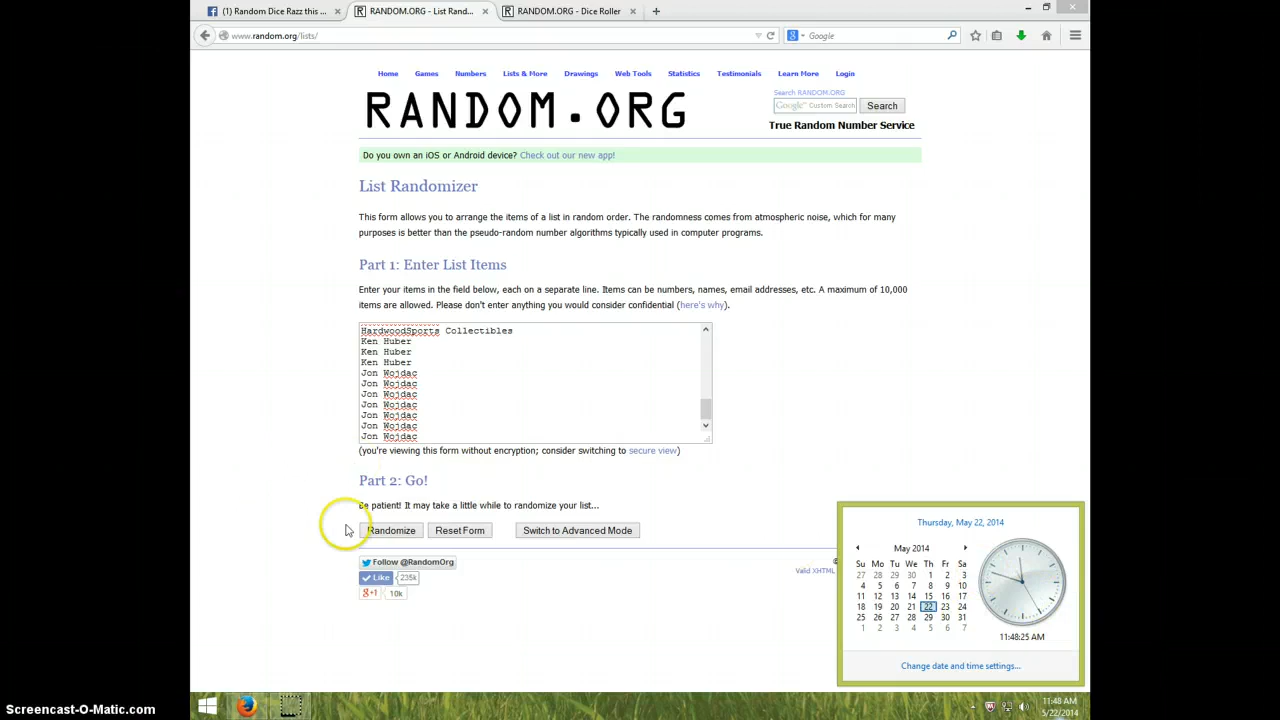 (1) Random Dice Razz this ...
RANDOM.ORG - List Rand...
RANDOM.ORG - Dice Roller
www.random.org/lists/
Google
Home Games Numbers Lists & More Drawings Web Tools Statistics Testimonials Learn More Login
RANDOM.ORG
Search RANDOM.ORG
Google™ Custom Search
Search
True Random Number Service
Do you own an iOS or Android device? Check out our new app!
List Randomizer
This form allows you to arrange the items of a list in random order. The randomness comes from atmospheric noise, which for many
purposes is better than the pseudo-random number algorithms typically used in computer programs.
Part 1: Enter List Items
Enter your items in the field below, each on a separate line. Items can be numbers, names, email addresses, etc. A maximum of 10,000
items are allowed. Please don't enter anything you would consider confidential (here's why).
HardwoodSports Collectibles
Ken Huber
Ken Huber
Ken Huber
Jon Wojdac
Jon Wojdac
Jon Wojdac
Jon Wojdac
Jon Wojdac
Jon Wojdac
Jon Wojdac
(you're viewing this form without encryption; consider switching to secure view)
Part 2: Go!
Be patient! It may take a little while to randomize your list...
Randomize
Reset Form
Switch to Advanced Mode
Follow @RandomOrg
Like 235k
g+1 10k
©
Valid XHTML
Thursday, May 22, 2014
May 2014
Su Mo Tu We Th Fr Sa
27 28 29 30 1 2 3
4 5 6 7 8 9 10
11 12 13 14 15 16 17
18 19 20 21 22 23 24
25 26 27 28 29 30 31
1 2 3 4 5 6 7
11:48:25 AM
Change date and time settings...
11:48 AM
5/22/2014
Screencast-O-Matic.com